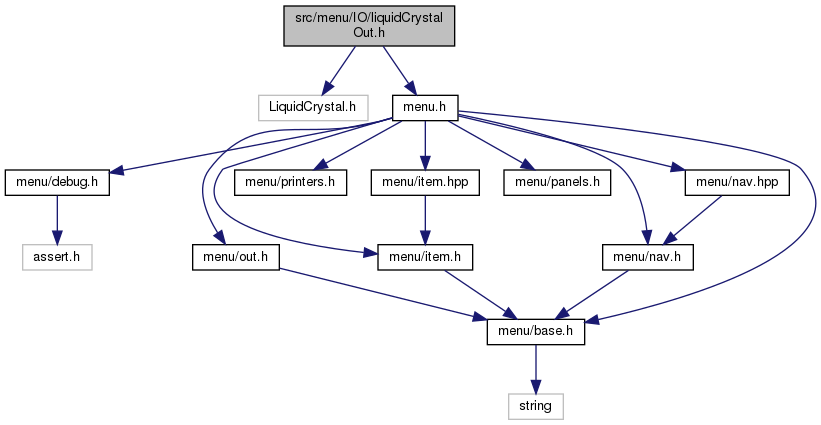 src/menu/IO/liquidCrystal
Out.h
LiquidCrystal.h
menu.h
menu/debug.h
menu/printers.h
menu/item.hpp
menu/panels.h
menu/nav.hpp
assert.h
menu/out.h
menu/item.h
menu/nav.h
menu/base.h
string